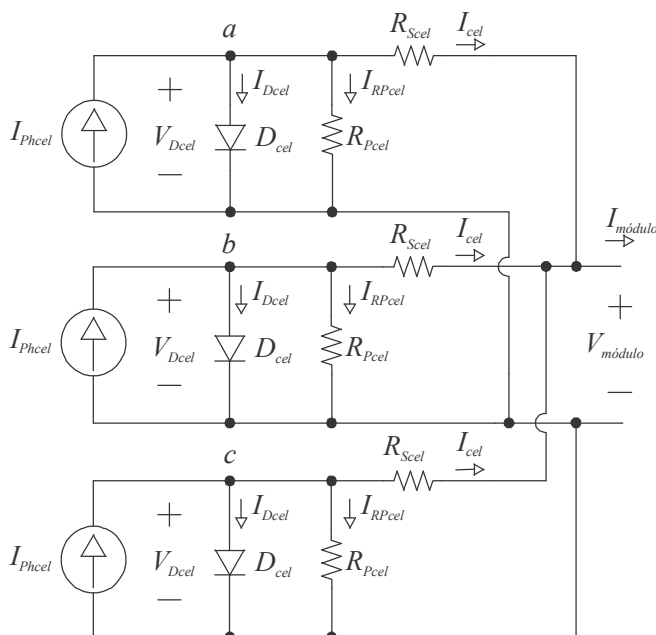 a
R_Scel I_cel
I_Dcel I_RPcel
+
I_Phcel V_Dcel D_cel R_Pcel
−
b
R_Scel I_cel I_módulo
I_Dcel I_RPcel
+ +
I_Phcel V_Dcel D_cel R_Pcel V_módulo
− −
c
R_Scel I_cel
I_Dcel I_RPcel
+
I_Phcel V_Dcel D_cel R_Pcel
−